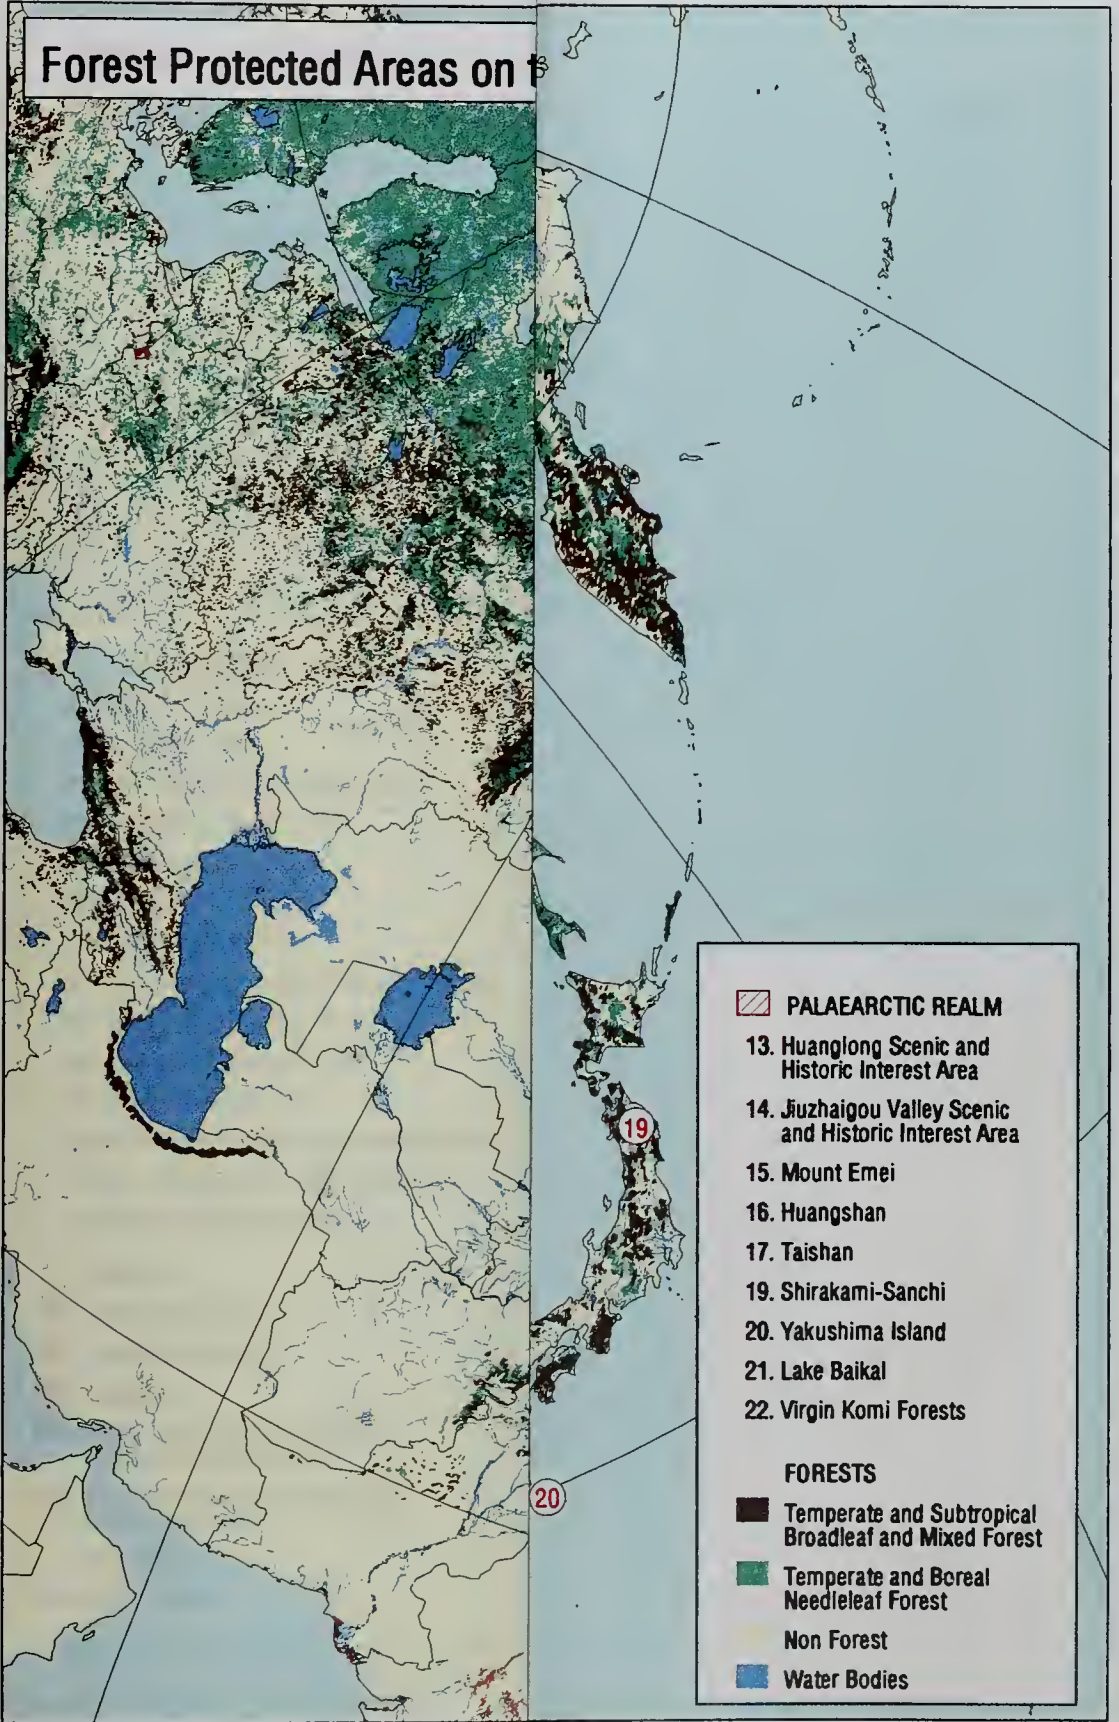 Forest Protected Areas on t
19
20
PALAEARCTIC REALM
13. Huanglong Scenic and
Historic Interest Area
14. Jiuzhaigou Valley Scenic
and Historic Interest Area
15. Mount Emei
16. Huangshan
17. Taishan
19. Shirakami-Sanchi
20. Yakushima Island
21. Lake Baikal
22. Virgin Komi Forests
FORESTS
Temperate and Subtropical
Broadleaf and Mixed Forest
Temperate and Boreal
Needleleaf Forest
Non Forest
Water Bodies